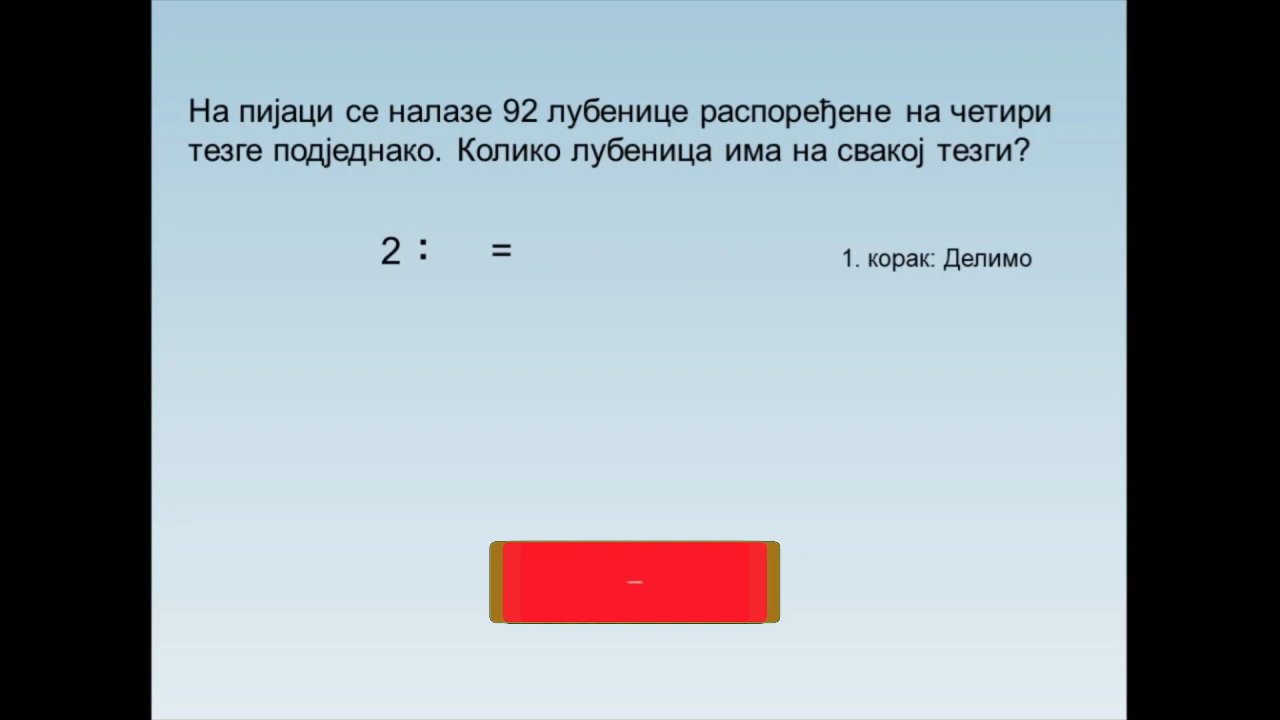 На пијаци се налазе 92 лубенице распоређене на четири
тезге подједнако. Колико лубеница има на свакој тезги?
2 : =
1. корак: Делимо
–